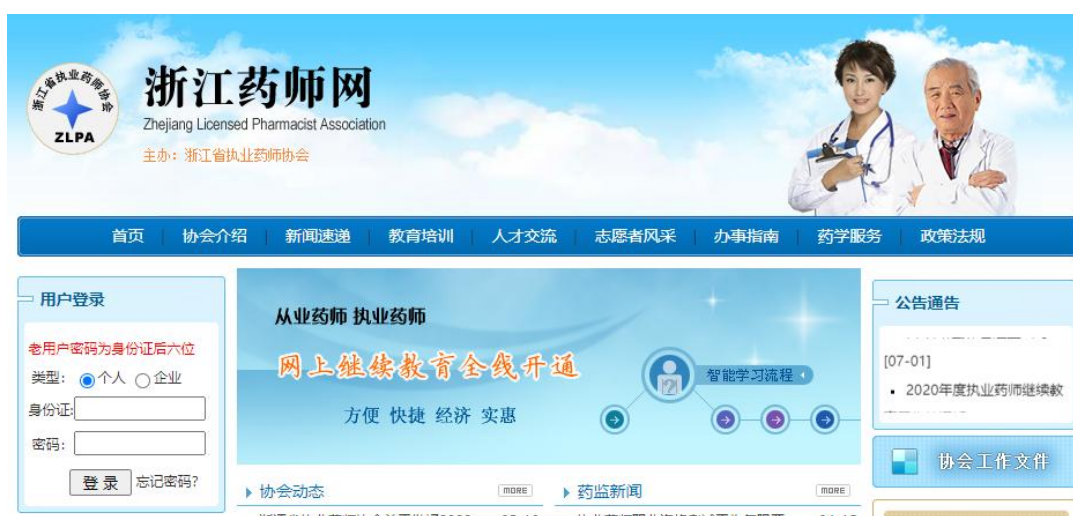 浙江省执业药师协会
ZLPA
浙江药师网
Zhejiang Licensed Pharmacist Association
主办：浙江省执业药师协会
首页 协会介绍 新闻速递 教育培训 人才交流 志愿者风采 办事指南 药学服务 政策法规
用户登录
老用户密码为身份证后六位
类型： 个人 企业
身份证:
密码：
登 录 忘记密码?
从业药师 执业药师
网上继续教育全线开通
智能学习流程
方便 快捷 经济 实惠
公告通告
[07-01]
2020年度执业药师继续教
协会工作文件
协会动态 MORE
药监新闻 MORE